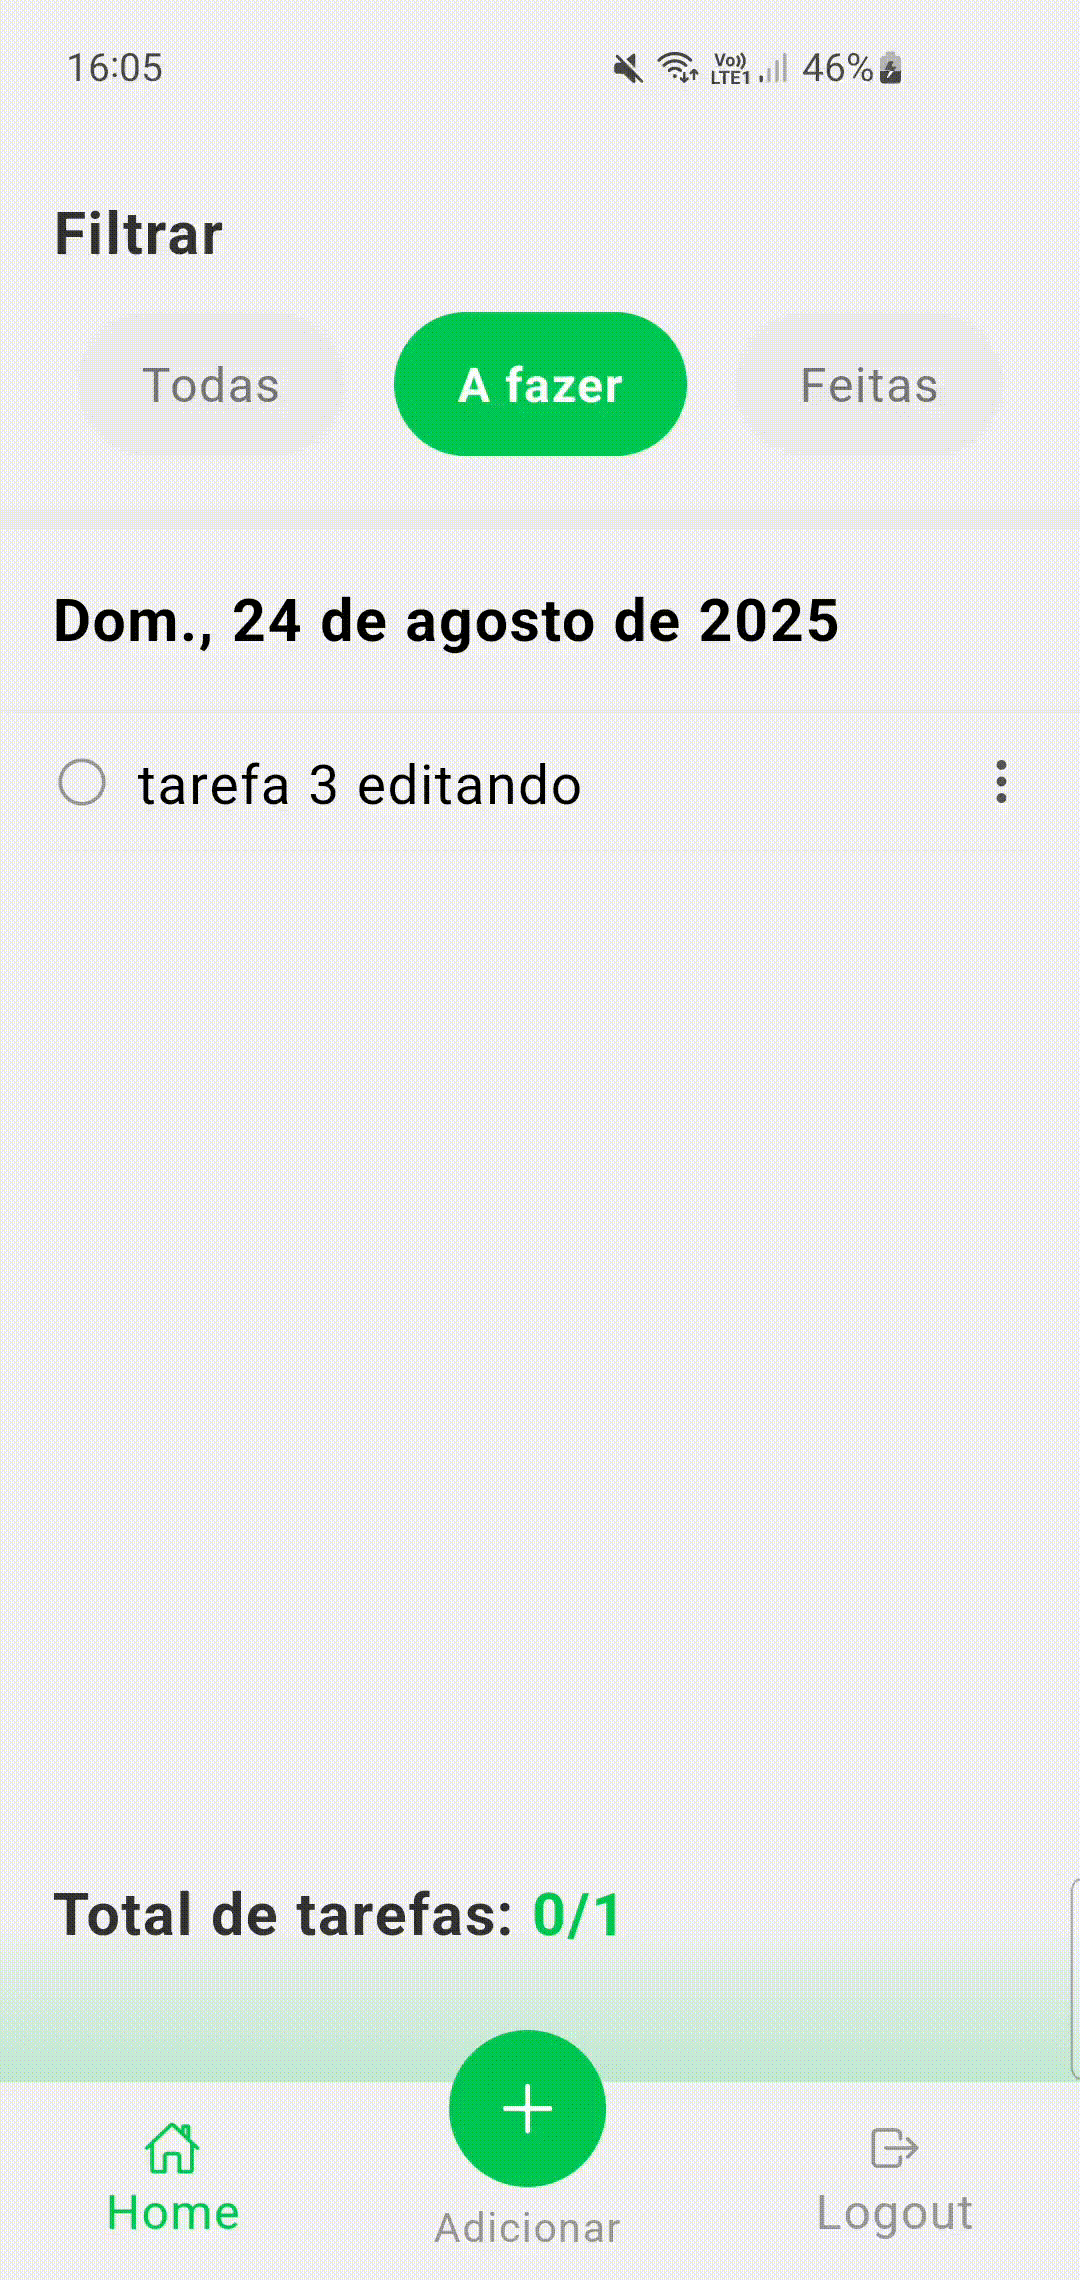 16:05 Vo)) LTE1 46%
Filtrar
Todas A fazer Feitas
Dom., 24 de agosto de 2025
tarefa 3 editando
Total de tarefas: 0/1
Home Adicionar Logout